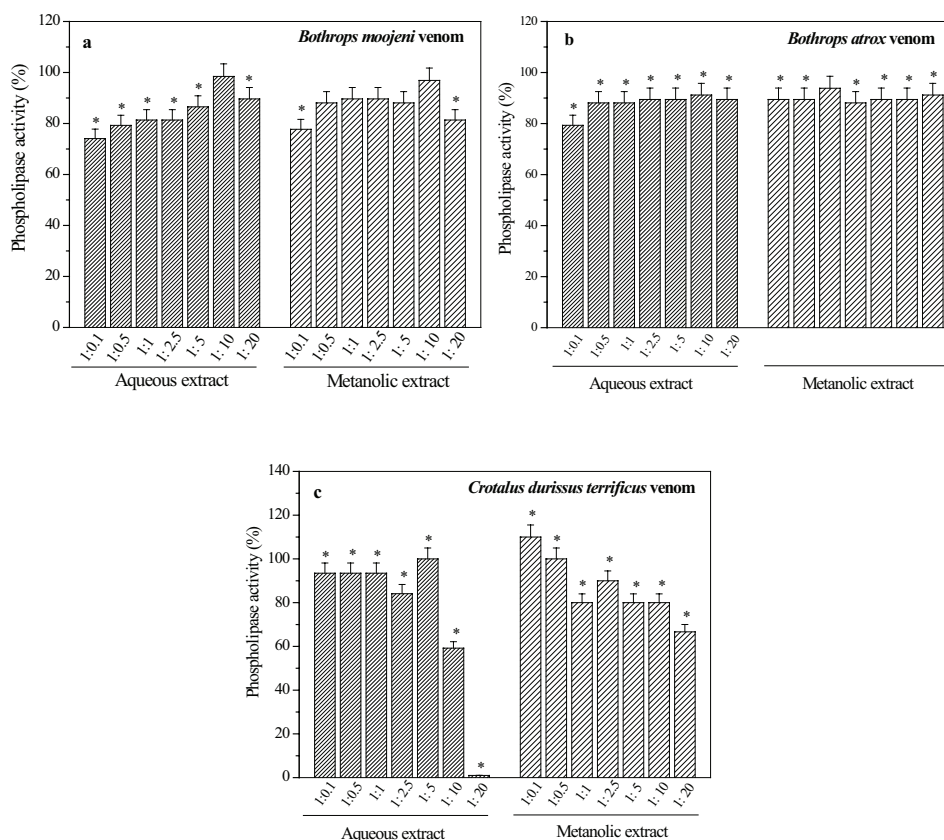 a
Bothrops moojeni venom
Phospholipase activity (%)
120
100
80
60
40
20
0
* * * * * * * *
1:0.1 1:0.5 1:1 1: 2.5 1: 5 1: 10 1: 20
1:0.1 1:0.5 1:1 1: 2.5 1: 5 1: 10 1: 20
Aqueous extract
Metanolic extract
b
Bothrops atrox venom
Phospholipase activity (%)
120
100
80
60
40
20
0
* * * * * * * * * * * * *
1:0.1 1:0.5 1:1 1: 2.5 1: 5 1: 10 1: 20
Aqueous extract
Metanolic extract
c
Crotalus durissus terrificus venom
Phospholipase activity (%)
140
120
100
80
60
40
20
0
* * * * * * * * * * * * * *
1:0.1 1:0.5 1:1 1: 2.5 1: 5 1: 10 1: 20
1:0.1 1:0.5 1:1 1: 2.5 1: 5 1: 10 1: 20
Aqueous extract
Metanolic extract